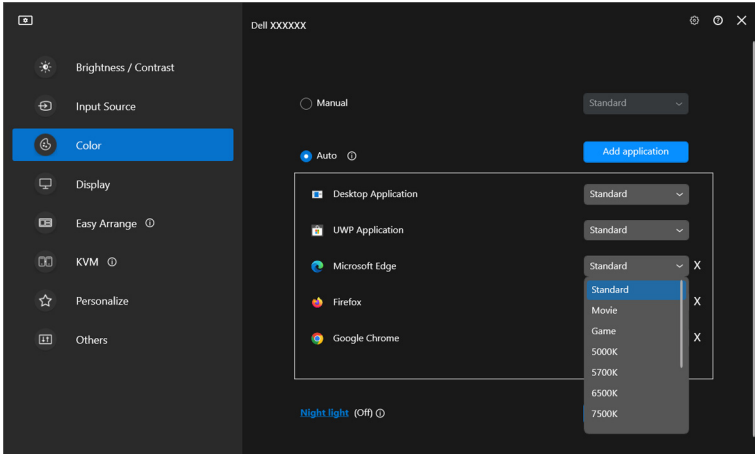 Dell XXXXXX
Brightness / Contrast
Input Source
Color
Display
Easy Arrange
KVM
Personalize
Others
Manual
Standard
Auto
Add application
Desktop Application
Standard
UWP Application
Standard
Microsoft Edge
Standard
X
Firefox
X
Google Chrome
X
Standard
Movie
Game
5000K
5700K
6500K
7500K
Night light (Off)